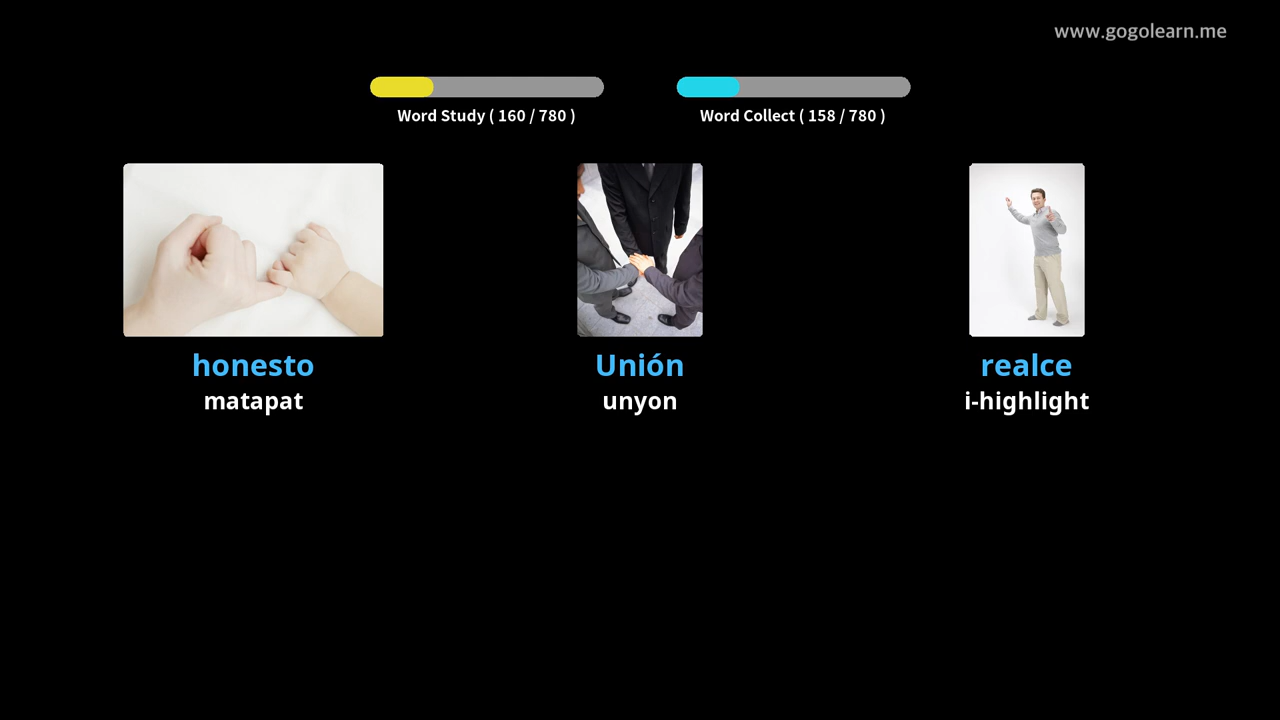 www.gogolearn.me
Word Study ( 160 / 780 )
Word Collect ( 158 / 780 )
honesto
matapat
Unión
unyon
realce
i-highlight